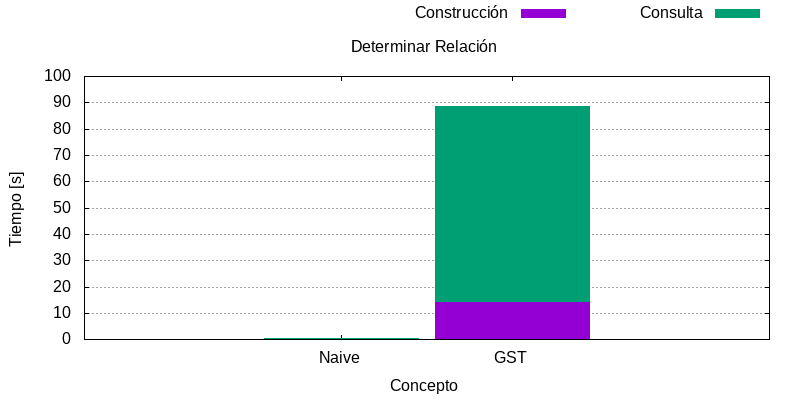 Construcción Consulta
Determinar Relación
100
90
80
70
60
50
40
30
20
10
0
Tiempo [s]
Naive GST
Concepto